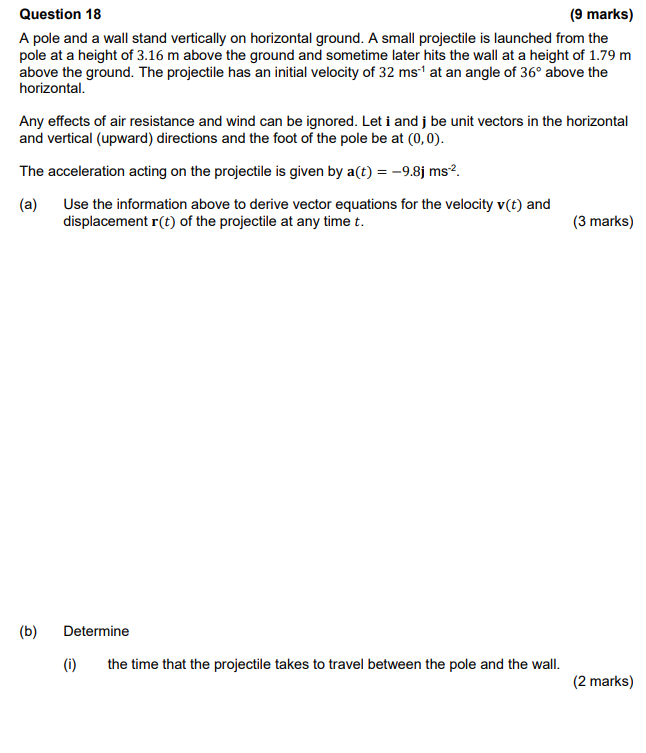 Question 18 (9 marks)
A pole and a wall stand vertically on horizontal ground. A small projectile is launched from the
pole at a height of 3.16 m above the ground and sometime later hits the wall at a height of 1.79 m
above the ground. The projectile has an initial velocity of 32 ms⁻¹ at an angle of 36° above the
horizontal.
Any effects of air resistance and wind can be ignored. Let i and j be unit vectors in the horizontal
and vertical (upward) directions and the foot of the pole be at (0, 0).
The acceleration acting on the projectile is given by a(t) = −9.8j ms⁻².
(a) Use the information above to derive vector equations for the velocity v(t) and
displacement r(t) of the projectile at any time t. (3 marks)
(b) Determine
(i) the time that the projectile takes to travel between the pole and the wall.
(2 marks)